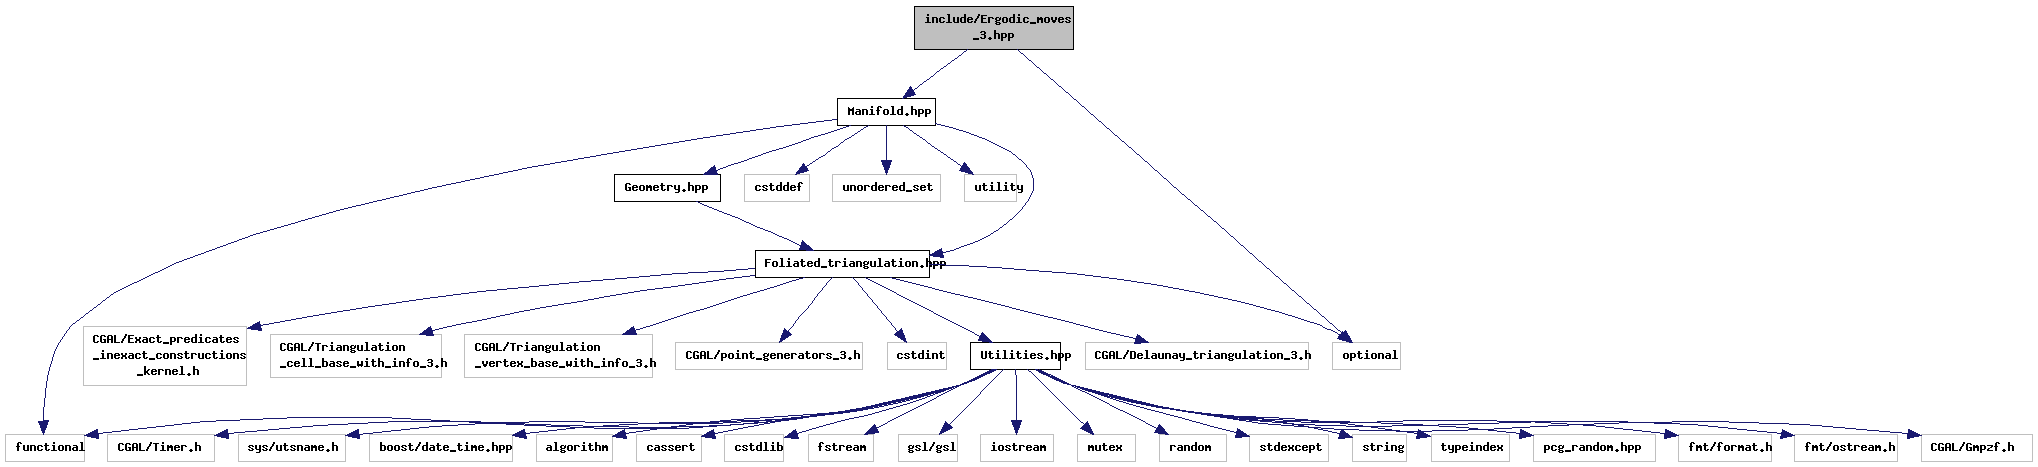 include/Ergodic_moves
_3.hpp
Manifold.hpp
Geometry.hpp
cstddef
unordered_set
utility
Foliated_triangulation.hpp
CGAL/Exact_predicates
_inexact_constructions
_kernel.h
CGAL/Triangulation
_cell_base_with_info_3.h
CGAL/Triangulation
_vertex_base_with_info_3.h
CGAL/point_generators_3.h
cstdint
Utilities.hpp
CGAL/Delaunay_triangulation_3.h
optional
functional
CGAL/Timer.h
sys/utsname.h
boost/date_time.hpp
algorithm
cassert
cstdlib
fstream
gsl/gsl
iostream
mutex
random
stdexcept
string
typeindex
pcg_random.hpp
fmt/format.h
fmt/ostream.h
CGAL/Gmpzf.h